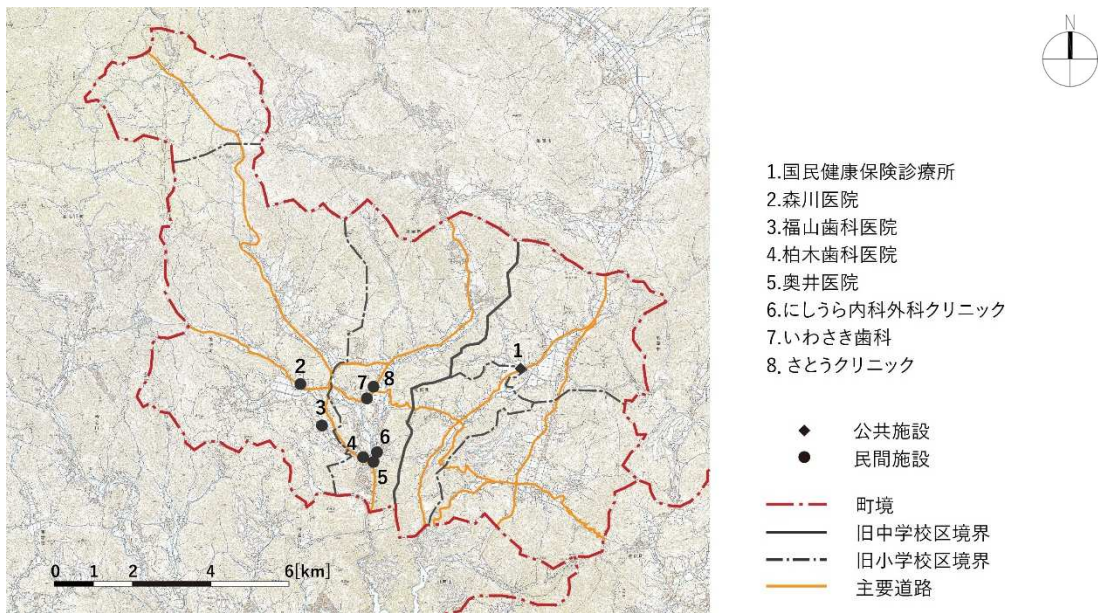 N
1.国民健康保険診療所
2.森川医院
3.福山歯科医院
4.柏木歯科医院
5.奥井医院
6.にしうら内科外科クリニック
7.いわさき歯科
8.さとうクリニック
公共施設
民間施設
町境
旧中学校区境界
旧小学校区境界
主要道路
1
2
7
8
3
4
6
5
0 1 2 4 6[km]